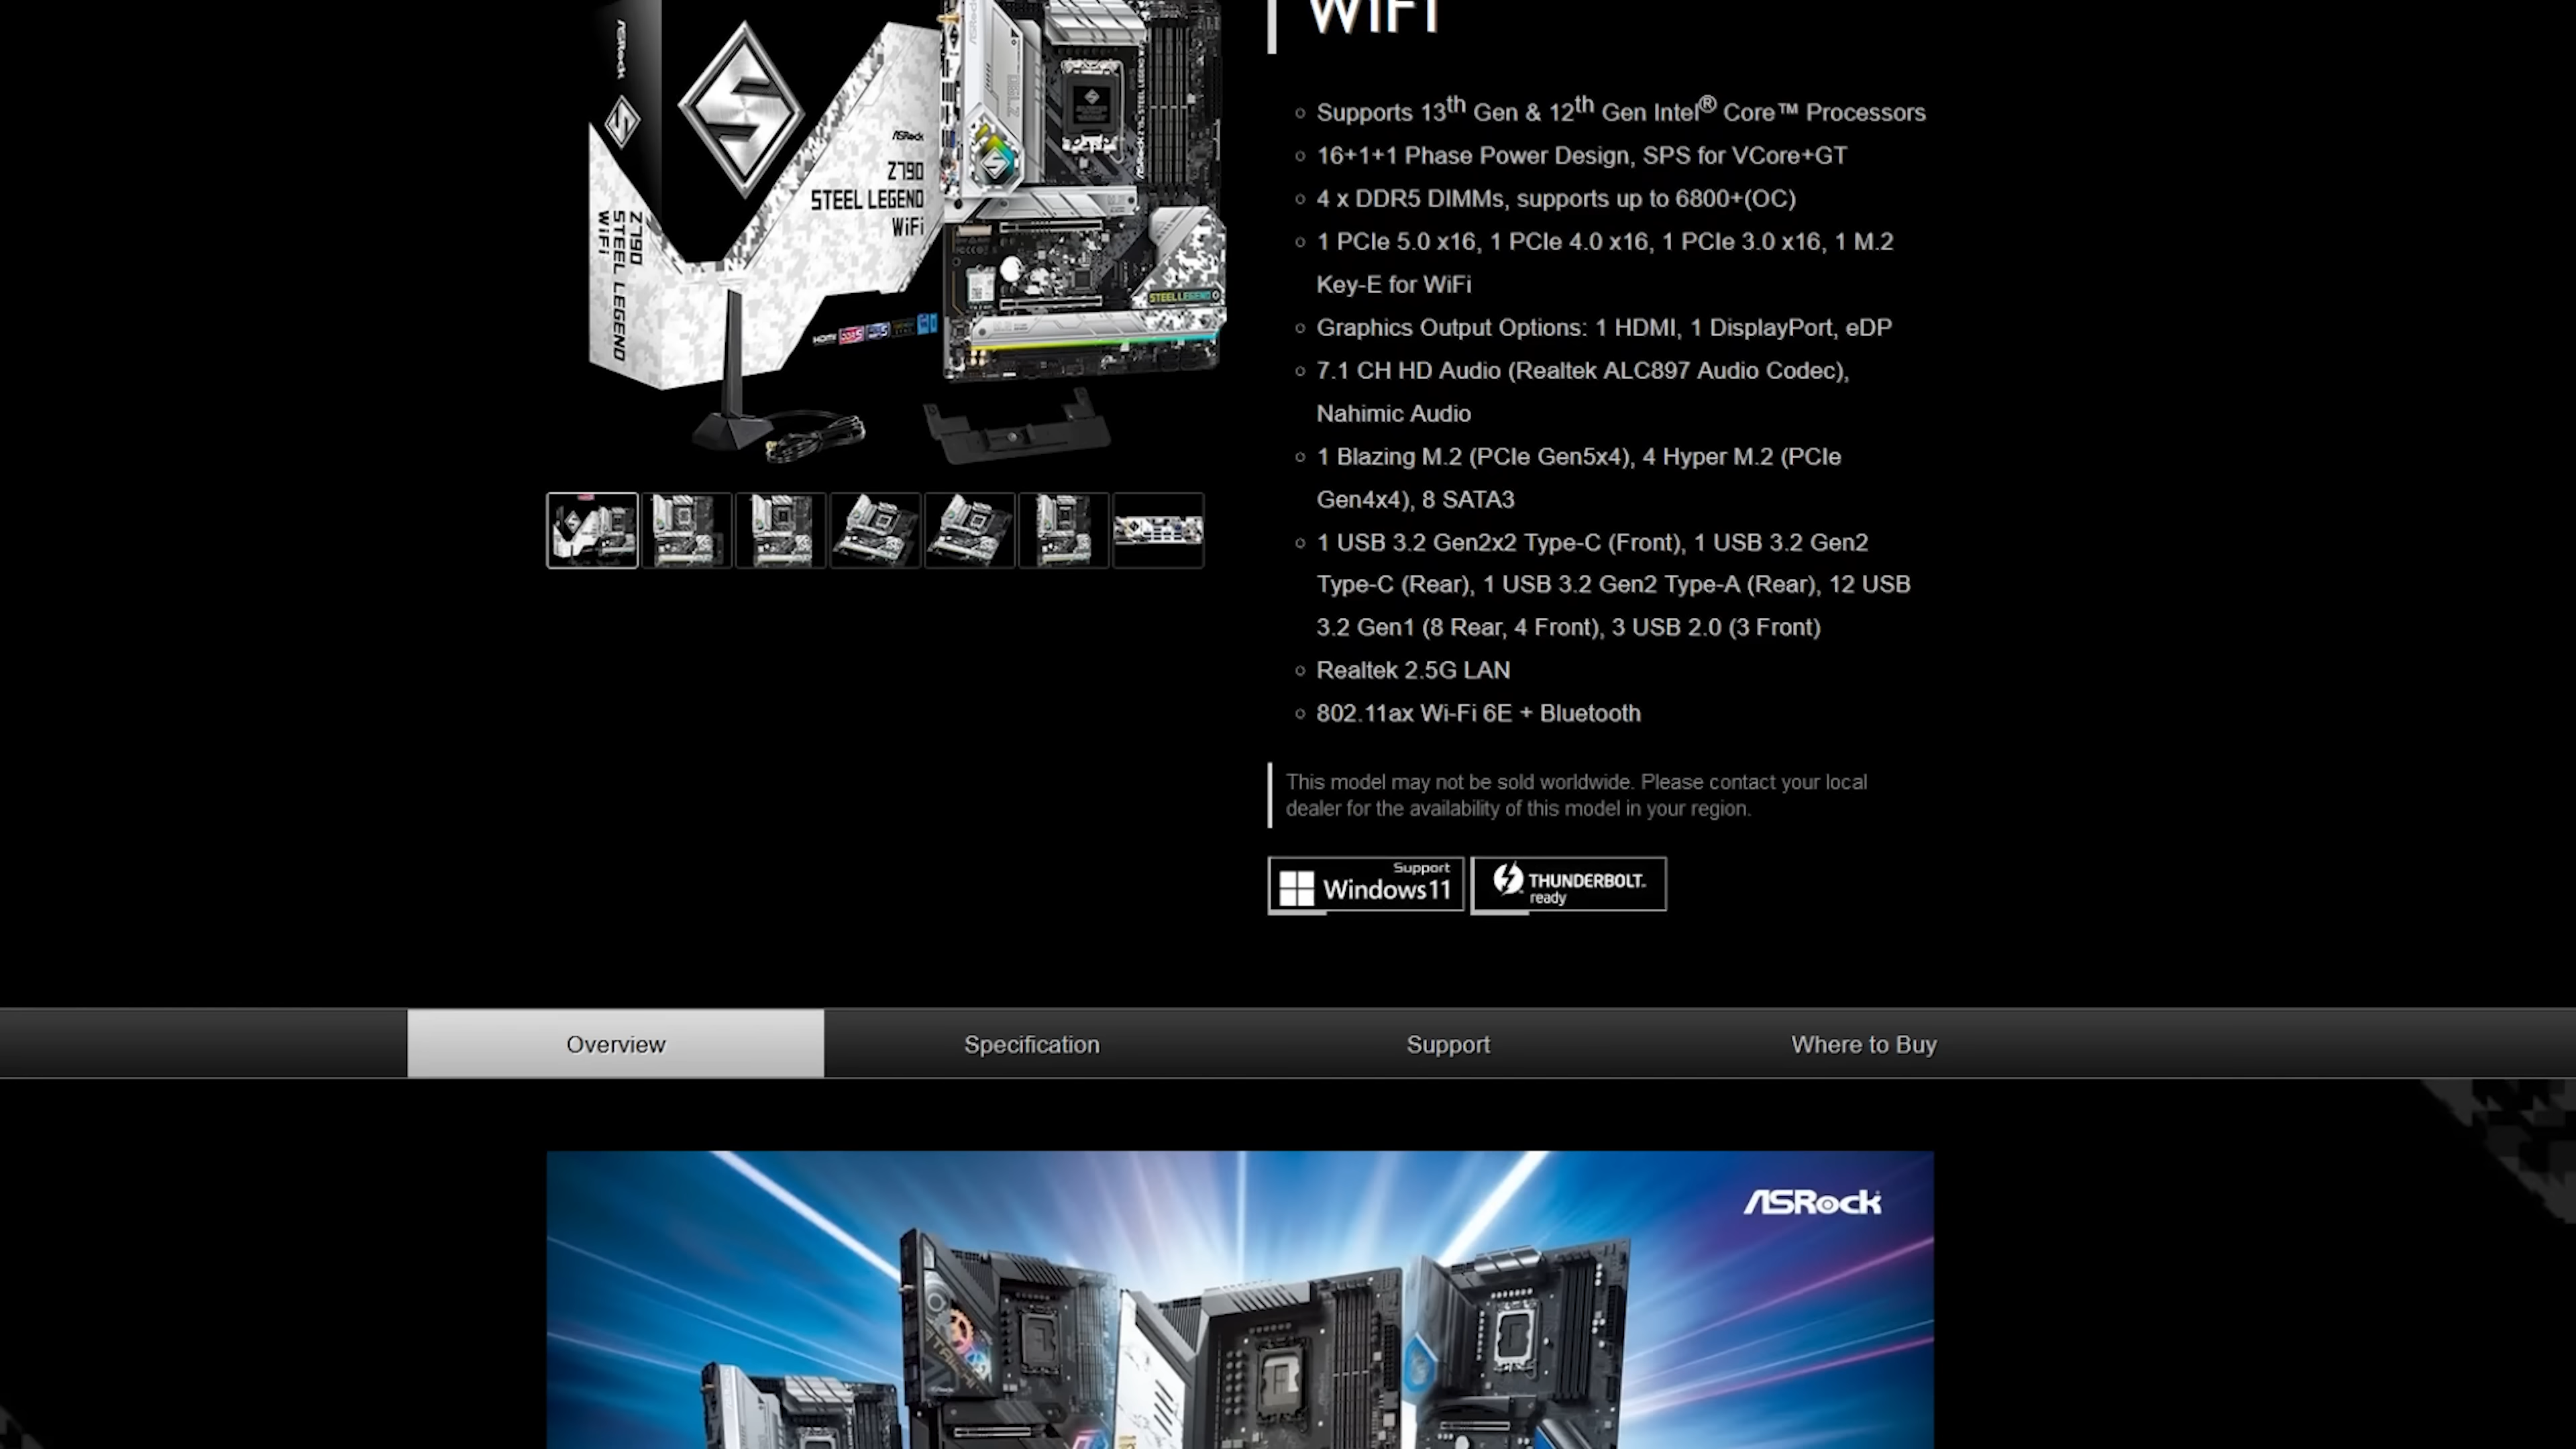 WiFi
ASRock
ASRock
Z790
STEEL LEGEND
WiFi
Z790
STEEL LEGEND
WiFi
STEEL LEGEND
HDMI
Supports 13th Gen & 12th Gen Intel® Core™ Processors
16+1+1 Phase Power Design, SPS for VCore+GT
4 x DDR5 DIMMs, supports up to 6800+(OC)
1 PCIe 5.0 x16, 1 PCIe 4.0 x16, 1 PCIe 3.0 x16, 1 M.2
Key-E for WiFi
Graphics Output Options: 1 HDMI, 1 DisplayPort, eDP
7.1 CH HD Audio (Realtek ALC897 Audio Codec),
Nahimic Audio
1 Blazing M.2 (PCIe Gen5x4), 4 Hyper M.2 (PCIe
Gen4x4), 8 SATA3
1 USB 3.2 Gen2x2 Type-C (Front), 1 USB 3.2 Gen2
Type-C (Rear), 1 USB 3.2 Gen2 Type-A (Rear), 12 USB
3.2 Gen1 (8 Rear, 4 Front), 3 USB 2.0 (3 Front)
Realtek 2.5G LAN
802.11ax Wi-Fi 6E + Bluetooth
This model may not be sold worldwide. Please contact your local
dealer for the availability of this model in your region.
Support
Windows 11
THUNDERBOLT™
ready
Overview
Specification
Support
Where to Buy
ASRock